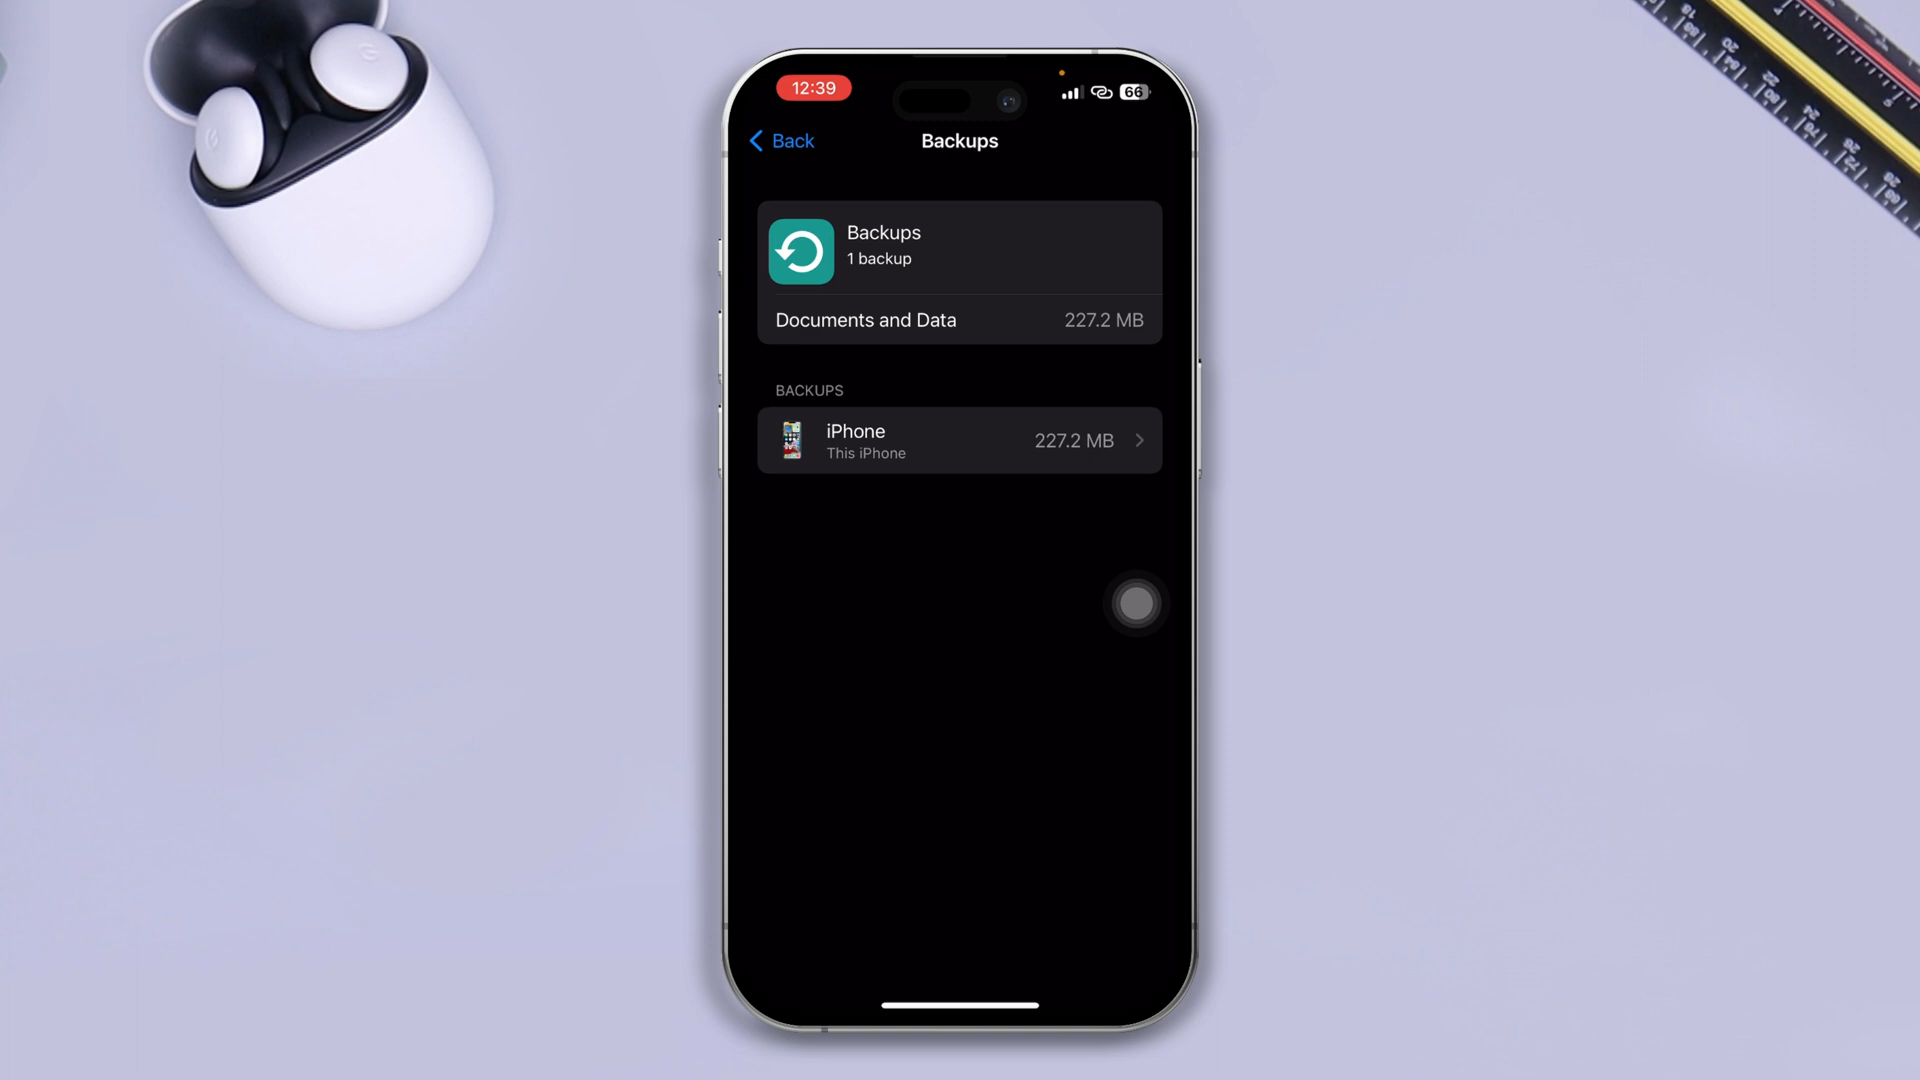 12:39
66
Back
Backups
Backups
1 backup
Documents and Data
227.2 MB
BACKUPS
iPhone
227.2 MB
This iPhone